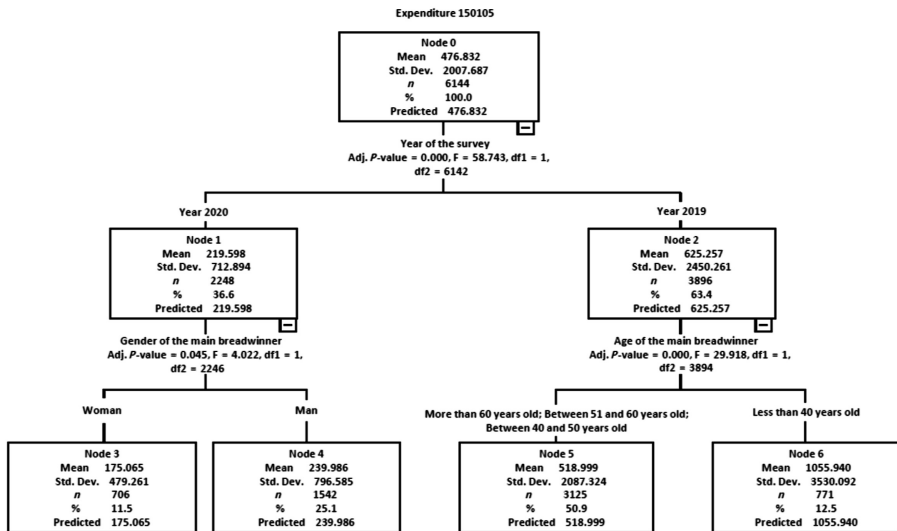 Expenditure 150105
Node 0
Mean 476.832
Std. Dev. 2007.687
n 6144
% 100.0
Predicted 476.832
Year of the survey
Adj. P-value = 0.000, F = 58.743, df1 = 1,
df2 = 6142
Year 2020
Node 1
Mean 219.598
Std. Dev. 712.894
n 2248
% 36.6
Predicted 219.598
Gender of the main breadwinner
Adj. P-value = 0.045, F = 4.022, df1 = 1,
df2 = 2246
Year 2019
Node 2
Mean 625.257
Std. Dev. 2450.261
n 3896
% 63.4
Predicted 625.257
Age of the main breadwinner
Adj. P-value = 0.000, F = 29.918, df1 = 1,
df2 = 3894
Woman
Node 3
Mean 175.065
Std. Dev. 479.261
n 706
% 11.5
Predicted 175.065
Man
Node 4
Mean 239.986
Std. Dev. 796.585
n 1542
% 25.1
Predicted 239.986
More than 60 years old; Between 51 and 60 years old;
Between 40 and 50 years old
Node 5
Mean 518.999
Std. Dev. 2087.324
n 3125
% 50.9
Predicted 518.999
Less than 40 years old
Node 6
Mean 1055.940
Std. Dev. 3530.092
n 771
% 12.5
Predicted 1055.940